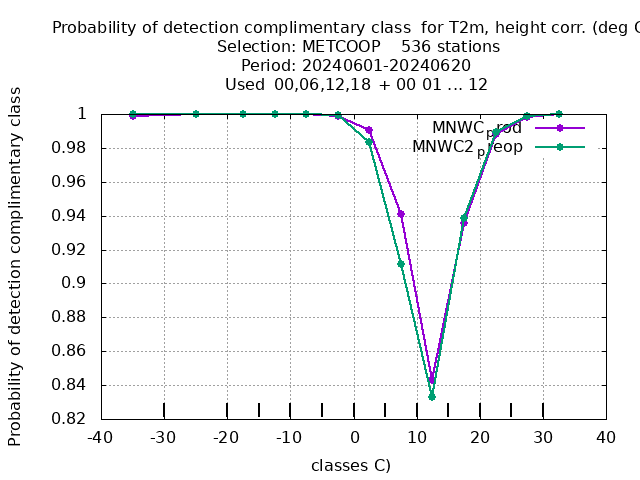 Probability of detection complimentary class  for T2m, height corr. (deg C
Selection: METCOOP    536 stations
Period: 20240601-20240620
Used  00,06,12,18  + 00 01 ... 12
Probability of detection complimentary class
1
0.98
0.96
0.94
0.92
0.9
0.88
0.86
0.84
0.82
MNWCprod
MNWC2preop
-40 -30 -20 -10 0 10 20 30 40
classes C)